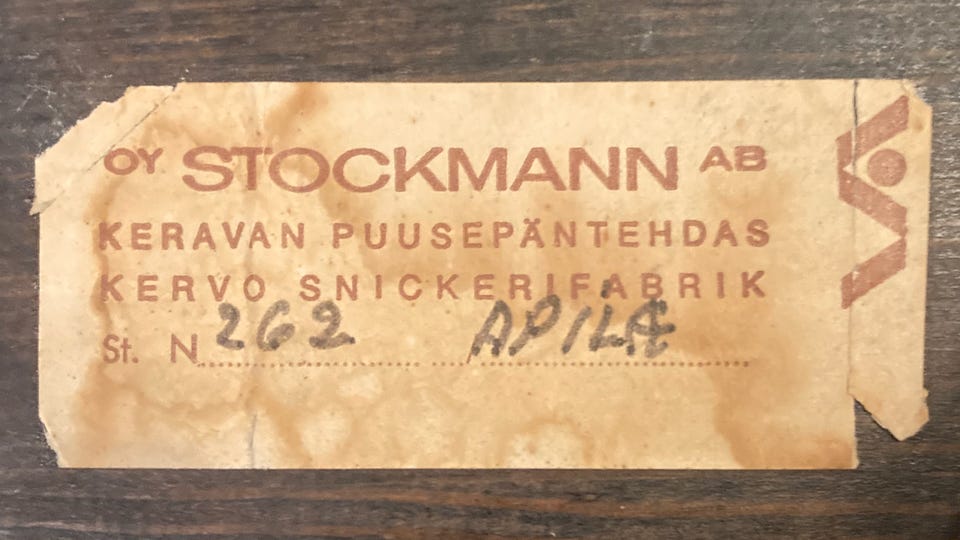 OY STOCKMANN AB
KERAVAN PUUSEPÄNTEHDAS
KERVO SNICKERIFABRIK
St. N 262 APILA